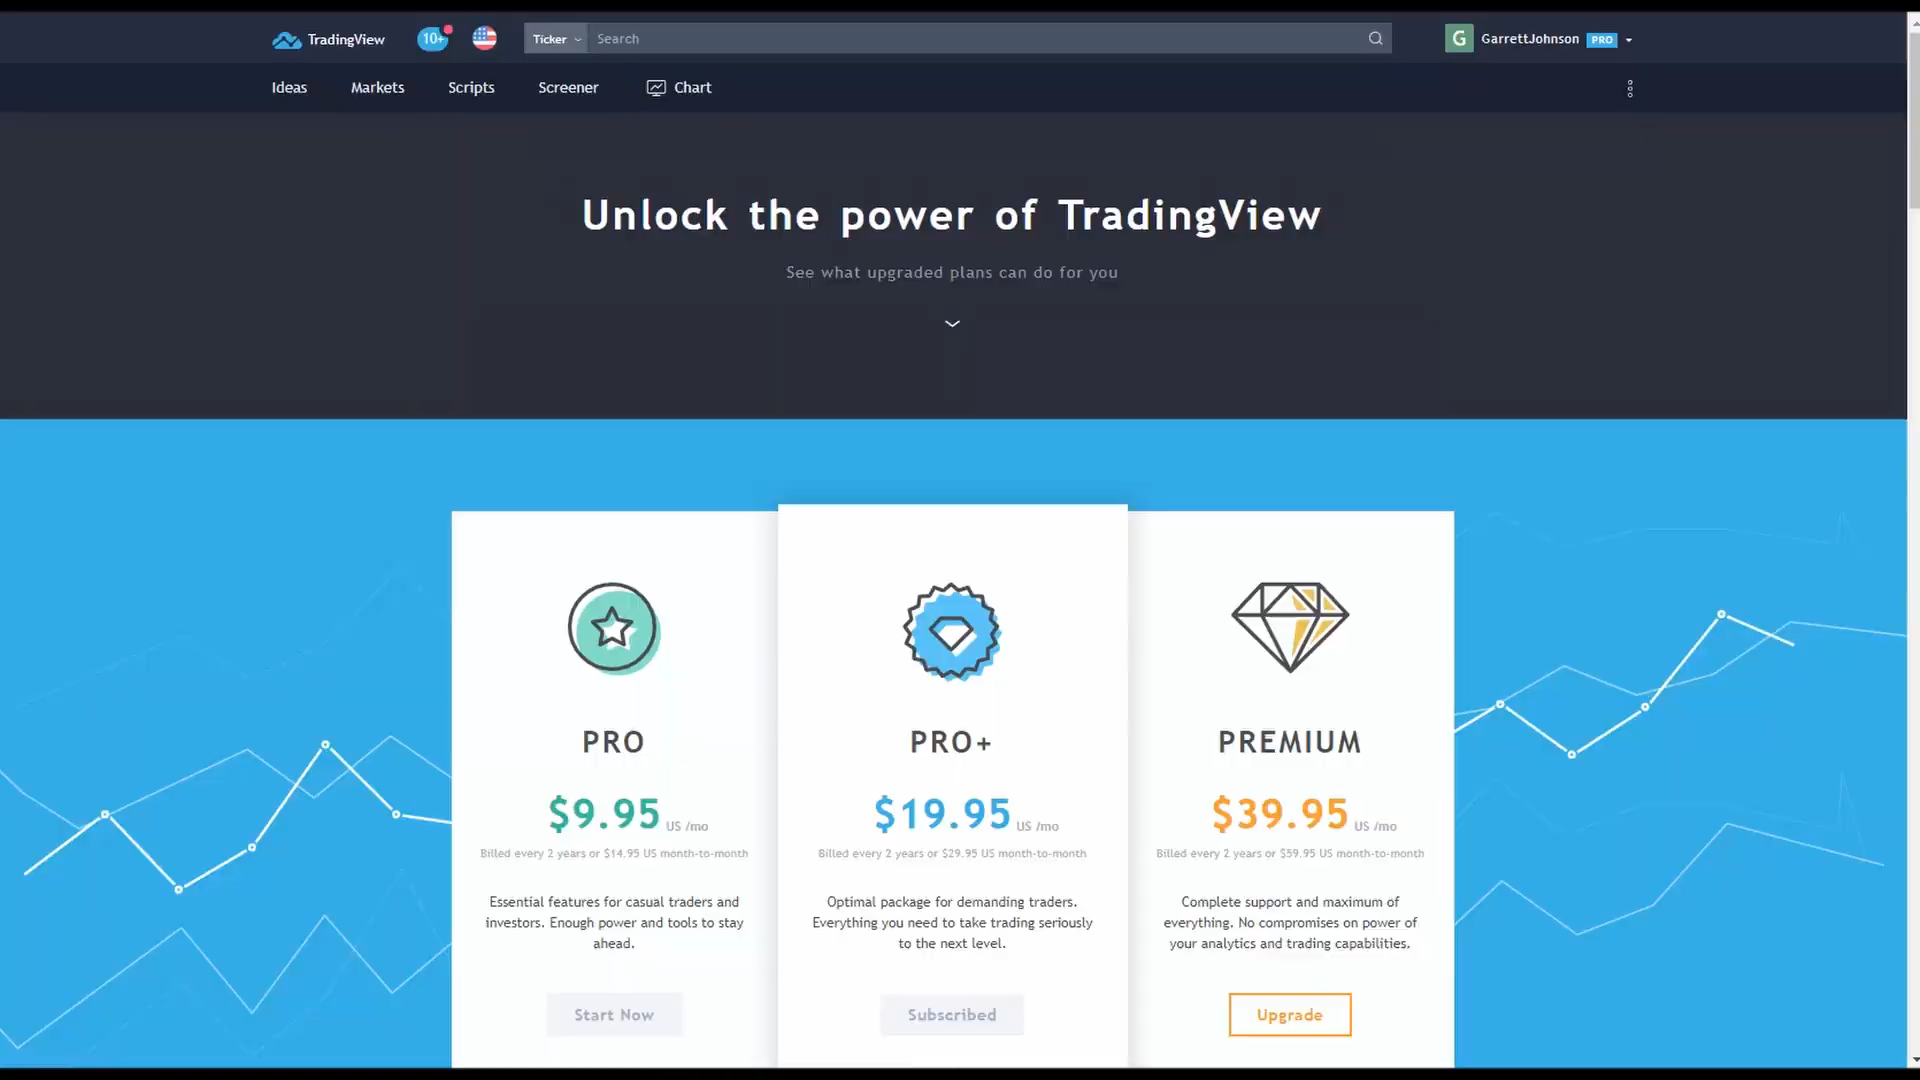 TradingView
10+
Ticker
Search
G
GarrettJohnson
PRO
Ideas
Markets
Scripts
Screener
Chart
Unlock the power of TradingView
See what upgraded plans can do for you
PRO
$9.95 US /mo
Billed every 2 years or $14.95 US month-to-month
Essential features for casual traders and
investors. Enough power and tools to stay
ahead.
Start Now
PRO+
$19.95 US /mo
Billed every 2 years or $29.95 US month-to-month
Optimal package for demanding traders.
Everything you need to take trading seriously
to the next level.
Subscribed
PREMIUM
$39.95 US /mo
Billed every 2 years or $59.95 US month-to-month
Complete support and maximum of
everything. No compromises on power of
your analytics and trading capabilities.
Upgrade